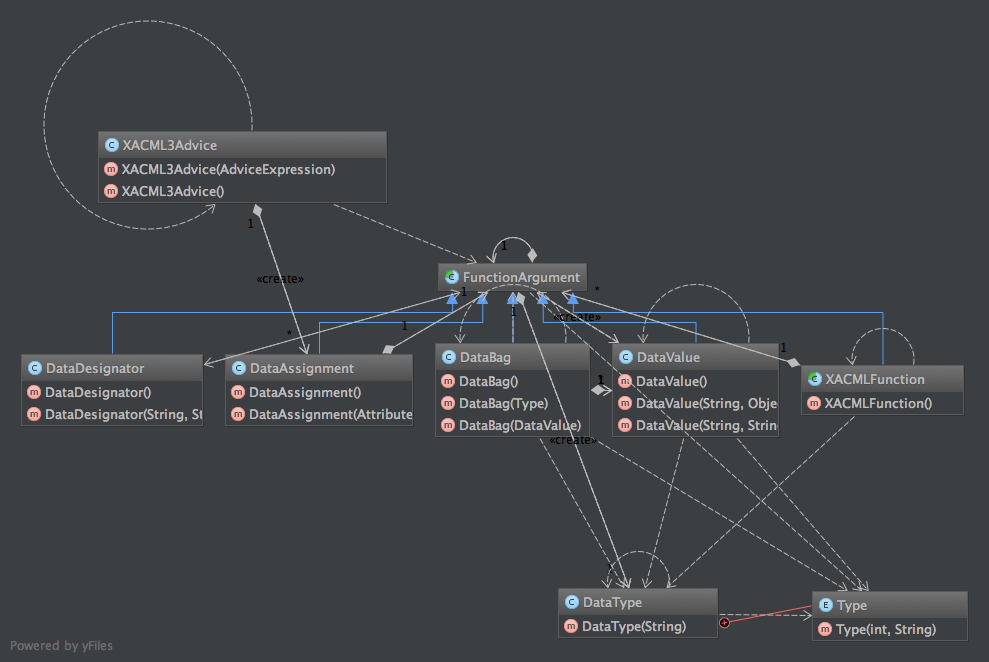 XACML3Advice
XACML3Advice(AdviceExpression)
XACML3Advice()
1
«create»
1
FunctionArgument
1
*
*
1
1
«create»
1
DataDesignator
DataDesignator()
DataDesignator(String, St
DataAssignment
DataAssignment()
DataAssignment(Attribute
DataBag
DataBag()
DataBag(Type)
DataBag(DataValue)
1
DataValue
DataValue()
DataValue(String, Obje
DataValue(String, Strin
XACMLFunction
XACMLFunction()
«create»
DataType
DataType(String)
Type
Type(int, String)
Powered by yFiles